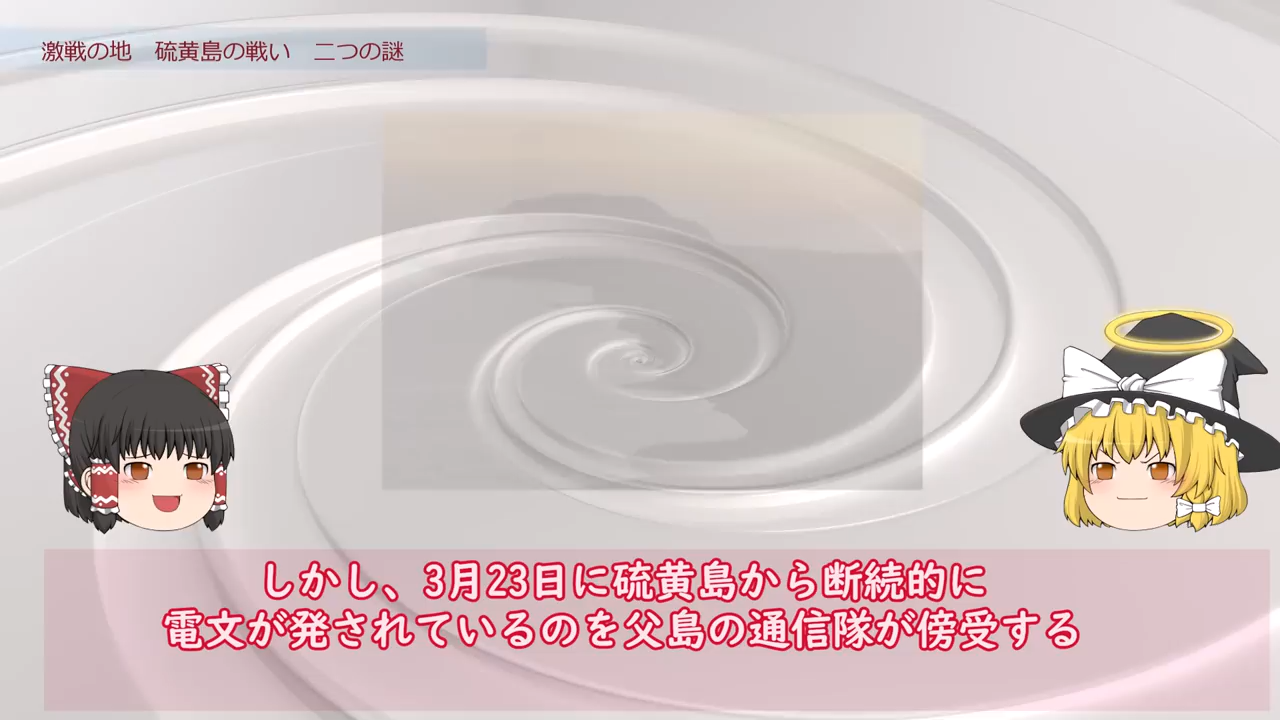 激戦の地　硫黄島の戦い　二つの謎
しかし、3月23日に硫黄島から断続的に
電文が発されているのを父島の通信隊が傍受する